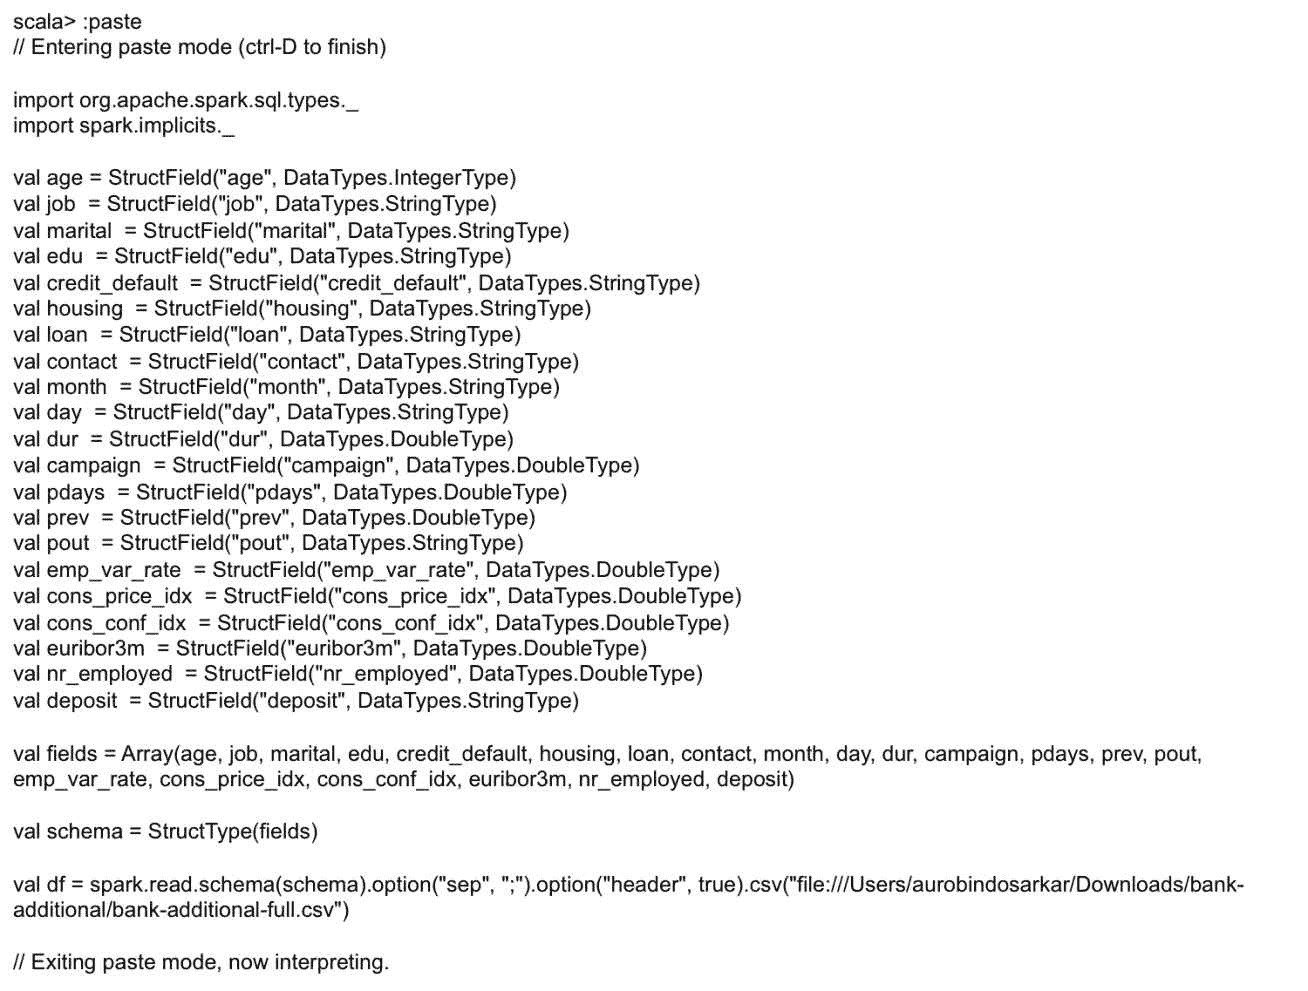 scala> :paste
// Entering paste mode (ctrl-D to finish)
import org.apache.spark.sql.types._
import spark.implicits._
val age = StructField("age", DataTypes.IntegerType)
val job  = StructField("job", DataTypes.StringType)
val marital  = StructField("marital", DataTypes.StringType)
val edu  = StructField("edu", DataTypes.StringType)
val credit_default  = StructField("credit_default", DataTypes.StringType)
val housing  = StructField("housing", DataTypes.StringType)
val loan  = StructField("loan", DataTypes.StringType)
val contact  = StructField("contact", DataTypes.StringType)
val month  = StructField("month", DataTypes.StringType)
val day  = StructField("day", DataTypes.StringType)
val dur  = StructField("dur", DataTypes.DoubleType)
val campaign  = StructField("campaign", DataTypes.DoubleType)
val pdays  = StructField("pdays", DataTypes.DoubleType)
val prev  = StructField("prev", DataTypes.DoubleType)
val pout  = StructField("pout", DataTypes.StringType)
val emp_var_rate  = StructField("emp_var_rate", DataTypes.DoubleType)
val cons_price_idx  = StructField("cons_price_idx", DataTypes.DoubleType)
val cons_conf_idx  = StructField("cons_conf_idx", DataTypes.DoubleType)
val euribor3m  = StructField("euribor3m", DataTypes.DoubleType)
val nr_employed  = StructField("nr_employed", DataTypes.DoubleType)
val deposit  = StructField("deposit", DataTypes.StringType)
val fields = Array(age, job, marital, edu, credit_default, housing, loan, contact, month, day, dur, campaign, pdays, prev, pout,
emp_var_rate, cons_price_idx, cons_conf_idx, euribor3m, nr_employed, deposit)
val schema = StructType(fields)
val df = spark.read.schema(schema).option("sep", ";").option("header", true).csv("file:///Users/aurobindosarkar/Downloads/bank-
additional/bank-additional-full.csv")
// Exiting paste mode, now interpreting.